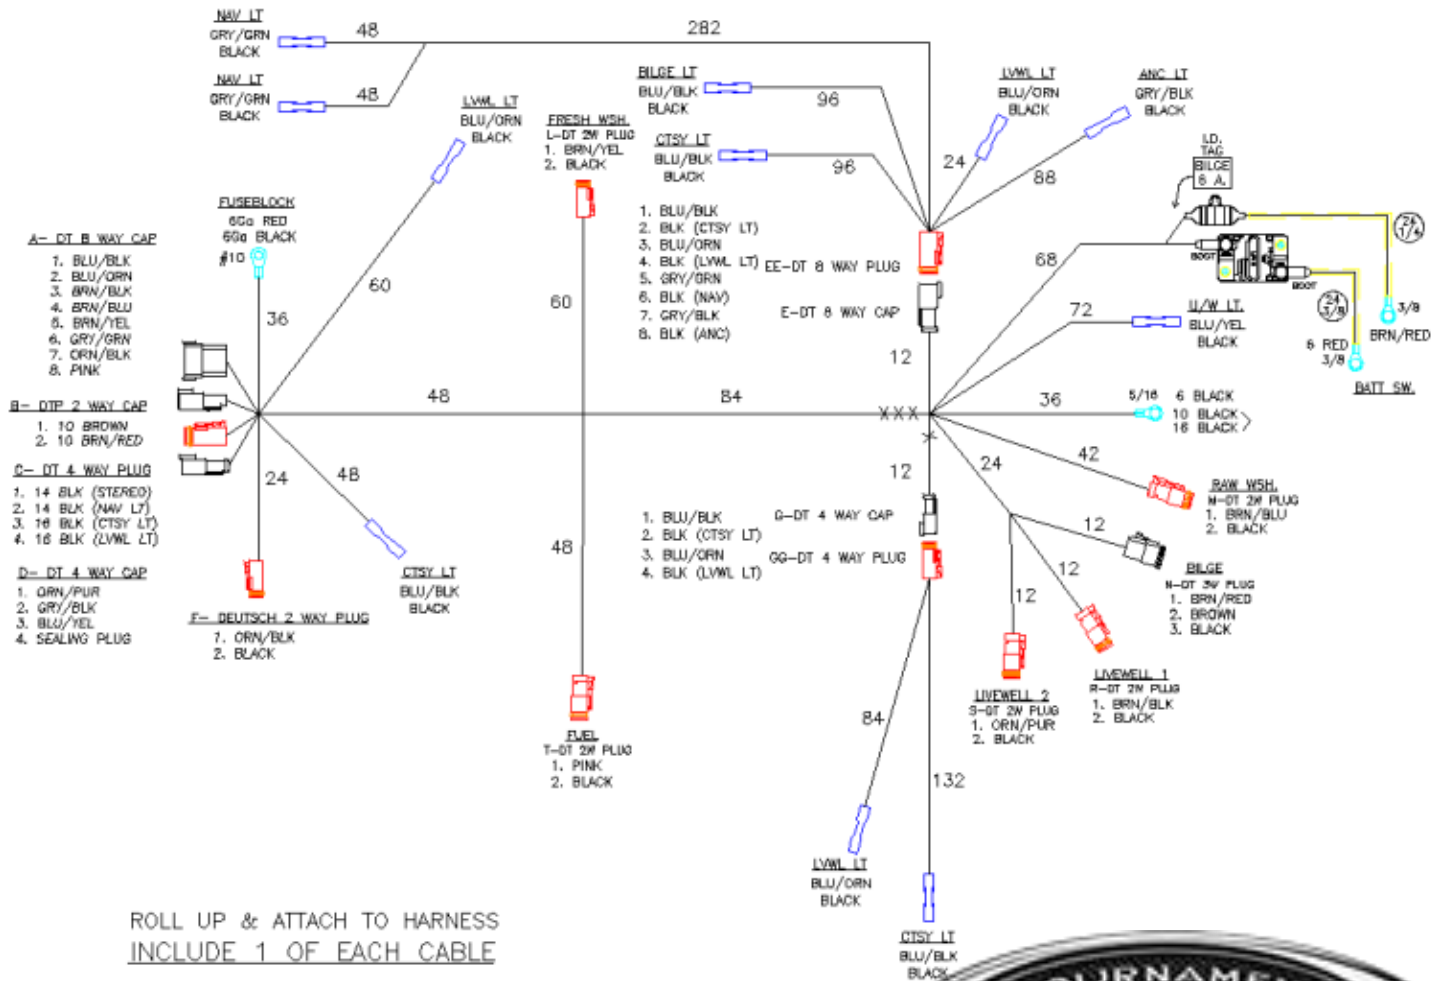 NAV LT
GRY/GRN
BLACK
48
282
NAV LT
GRY/GRN
BLACK
48
LVWL LT
BLU/ORN
BLACK
FRESH WSH.
L-DT 2W PLUG
1. BRN/YEL
2. BLACK
BILGE LT
BLU/BLK
BLACK
96
CTSY LT
BLU/BLK
BLACK
96
LVWL LT
BLU/ORN
BLACK
24
ANC LT
GRY/BLK
BLACK
88
I.D.
TAG
BILGE
6 A.
24
1/4
BOOT
BOOT
24
3/8
3/8
BRN/RED
6 RED
3/8
BATT SW.
FUSEBLOCK
6Ga RED
6Ga BLACK
#10
36
60
60
A- DT 8 WAY CAP
1. BLU/BLK
2. BLU/ORN
3. BRN/BLK
4. BRN/BLU
5. BRN/YEL
6. GRY/GRN
7. ORN/BLK
8. PINK
B- DTP 2 WAY CAP
1. 10 BROWN
2. 10 BRN/RED
C- DT 4 WAY PLUG
1. 14 BLK (STEREO)
2. 14 BLK (NAV LT)
3. 16 BLK (CTSY LT)
4. 16 BLK (LVWL LT)
D- DT 4 WAY CAP
1. ORN/PUR
2. GRY/BLK
3. BLU/YEL
4. SEALING PLUG
1. BLU/BLK
2. BLK (CTSY LT)
3. BLU/ORN
4. BLK (LVWL LT)
5. GRY/GRN
6. BLK (NAV)
7. GRY/BLK
8. BLK (ANC)
EE-DT 8 WAY PLUG
E-DT 8 WAY CAP
12
68
72
U/W LT.
BLU/YEL
BLACK
48
84
XXX
X
36
5/16
6 BLACK
10 BLACK
16 BLACK
24
48
CTSY LT
BLU/BLK
BLACK
F- DEUTSCH 2 WAY PLUG
1. ORN/BLK
2. BLACK
48
FUEL
T-DT 2W PLUG
1. PINK
2. BLACK
12
24
42
RAW WSH.
M-DT 2W PLUG
1. BRN/BLU
2. BLACK
1. BLU/BLK
2. BLK (CTSY LT)
3. BLU/ORN
4. BLK (LVWL LT)
G-DT 4 WAY CAP
GG-DT 4 WAY PLUG
12
BILGE
N-DT 3W PLUG
1. BRN/RED
2. BROWN
3. BLACK
12
12
LIVEWELL 1
R-DT 2W PLUG
1. BRN/BLK
2. BLACK
LIVEWELL 2
S-DT 2W PLUG
1. ORN/PUR
2. BLACK
84
132
LVWL LT
BLU/ORN
BLACK
CTSY LT
BLU/BLK
BLACK
ROLL UP & ATTACH TO HARNESS
INCLUDE 1 OF EACH CABLE